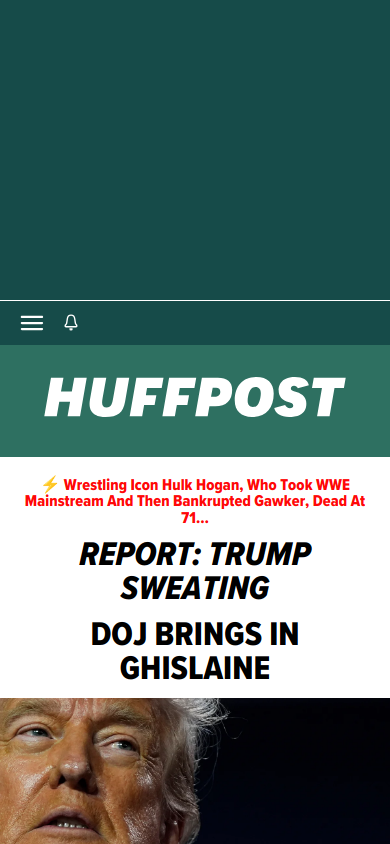 HUFFPOST
⚡ Wrestling Icon Hulk Hogan, Who Took WWE
Mainstream And Then Bankrupted Gawker, Dead At
71...
REPORT: TRUMP
SWEATING
DOJ BRINGS IN
GHISLAINE